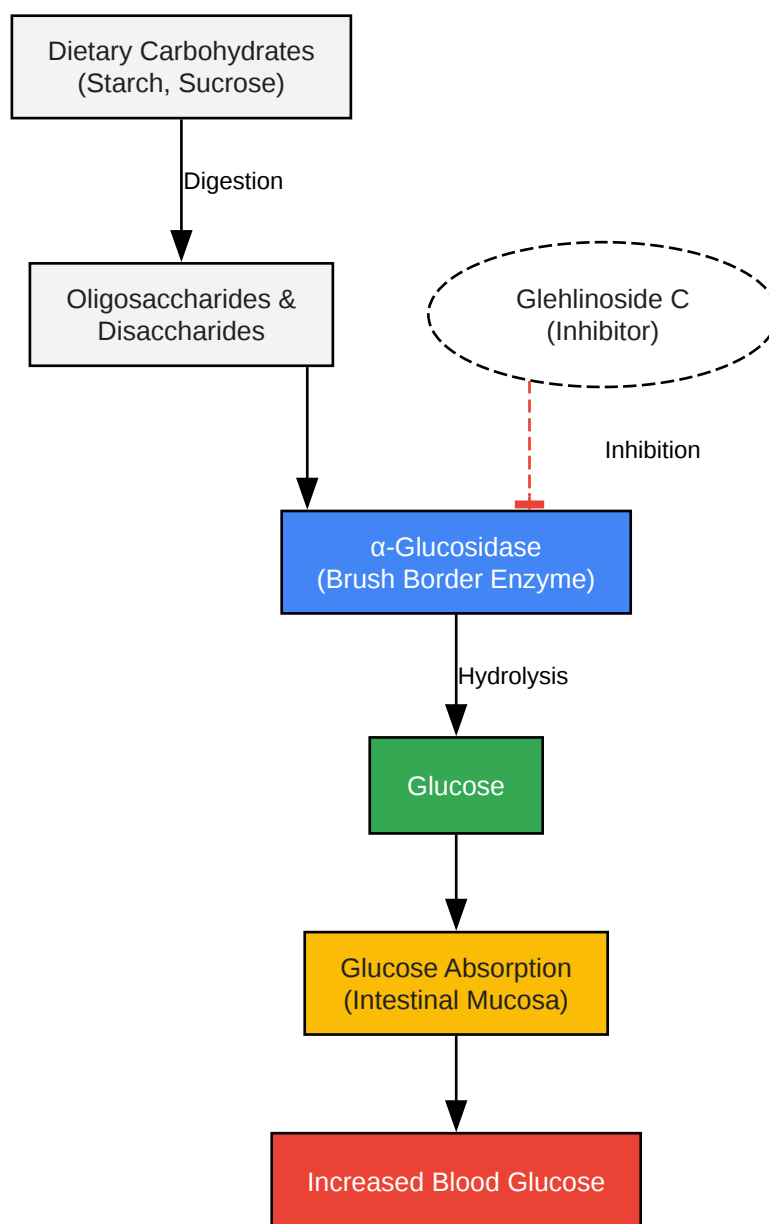 Dietary Carbohydrates
(Starch, Sucrose)
Digestion
Oligosaccharides &
Disaccharides
Glehlinoside C
(Inhibitor)
Inhibition
α-Glucosidase
(Brush Border Enzyme)
Hydrolysis
Glucose
Glucose Absorption
(Intestinal Mucosa)
Increased Blood Glucose